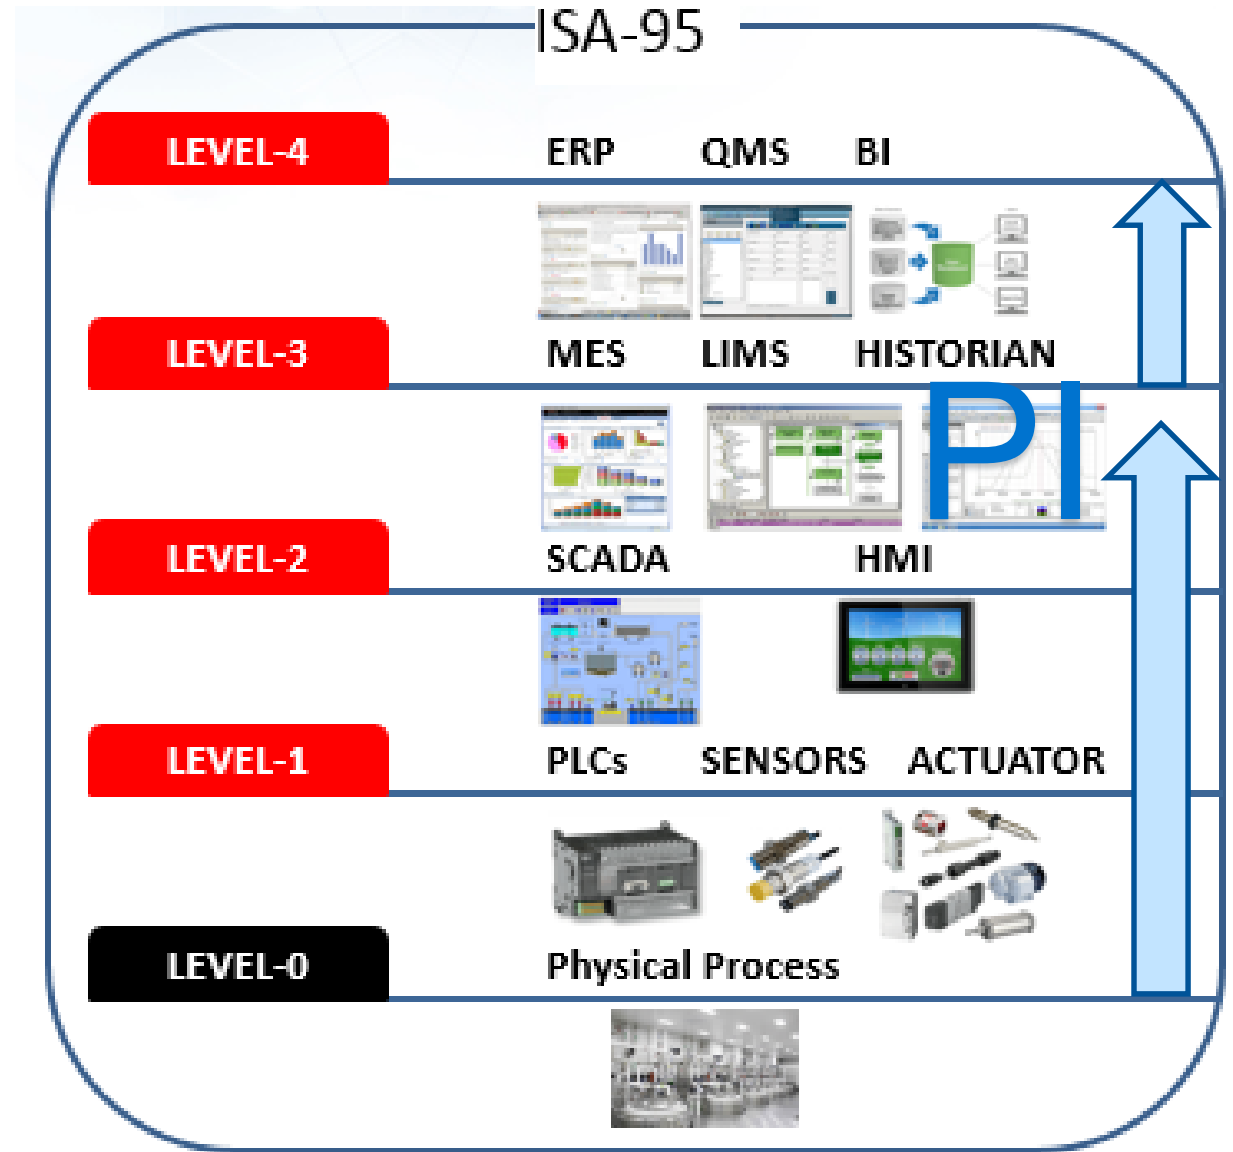 ISA-95
LEVEL-4 ERP QMS BI
LEVEL-3 MES LIMS HISTORIAN
PI
LEVEL-2 SCADA HMI
LEVEL-1 PLCs SENSORS ACTUATOR
LEVEL-0 Physical Process